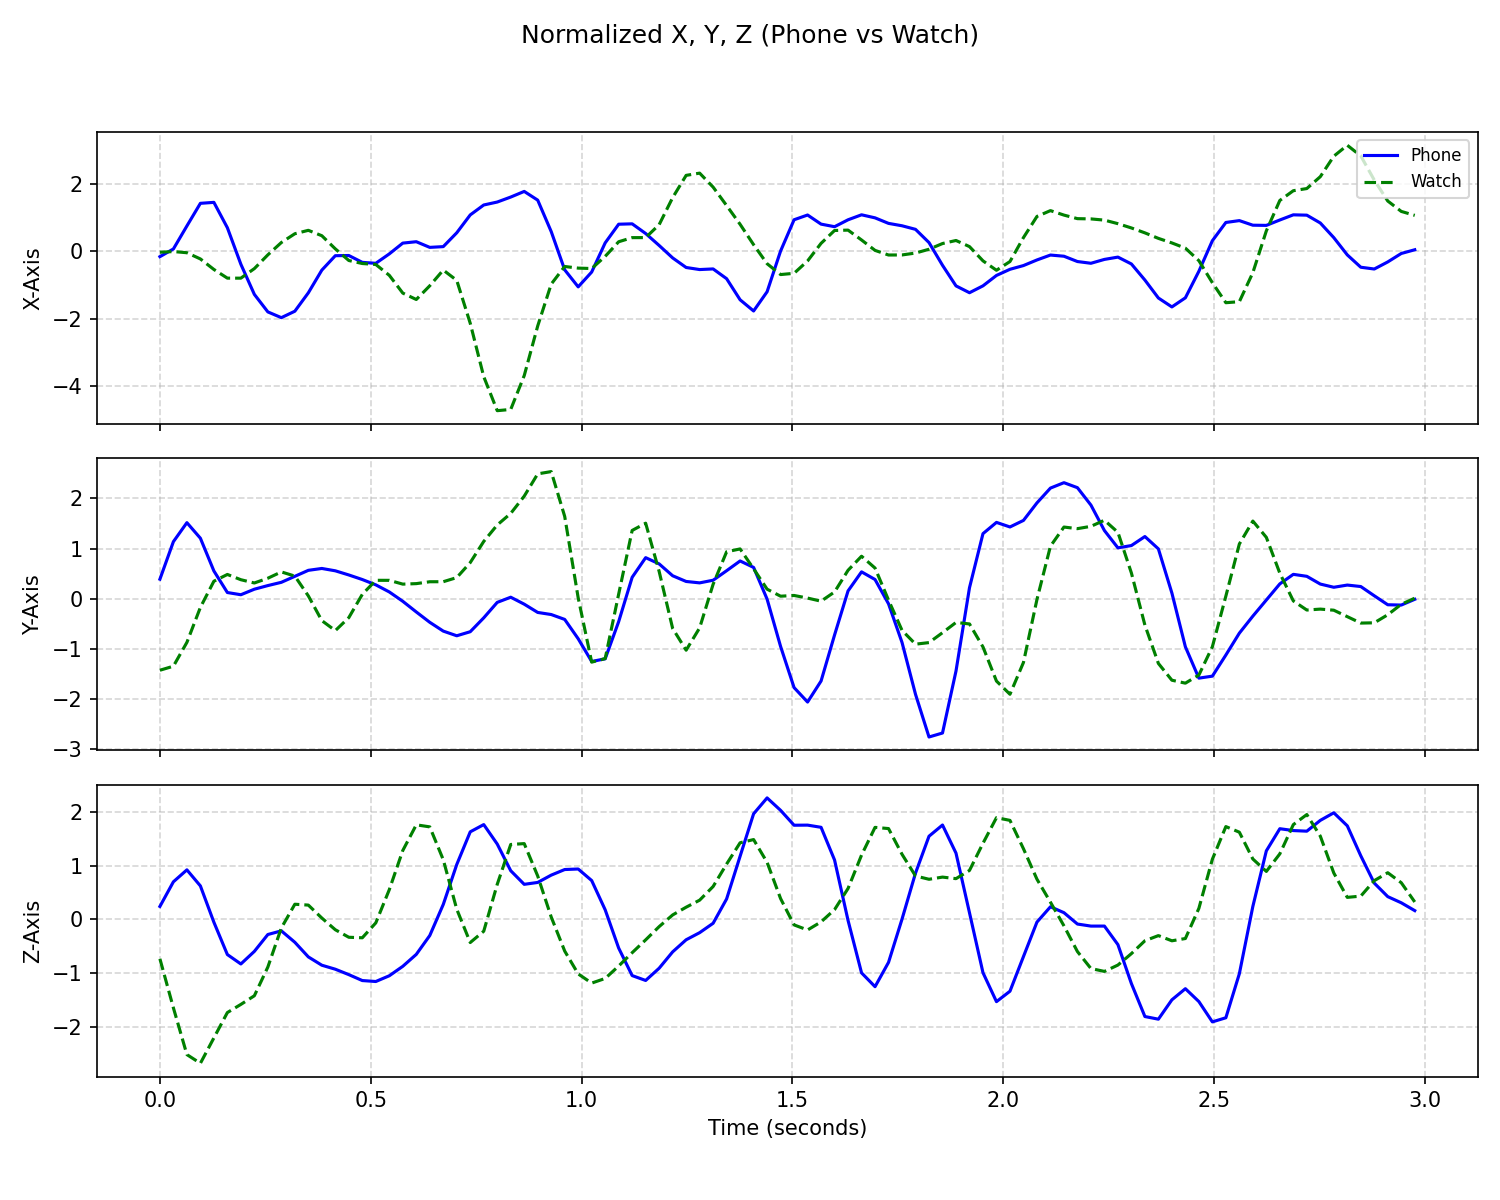 Normalized X, Y, Z (Phone vs Watch)
Phone
Watch
X-Axis
2
0
−2
−4
Y-Axis
2
1
0
−1
−2
−3
Z-Axis
2
1
0
−1
−2
0.0 0.5 1.0 1.5 2.0 2.5 3.0
Time (seconds)